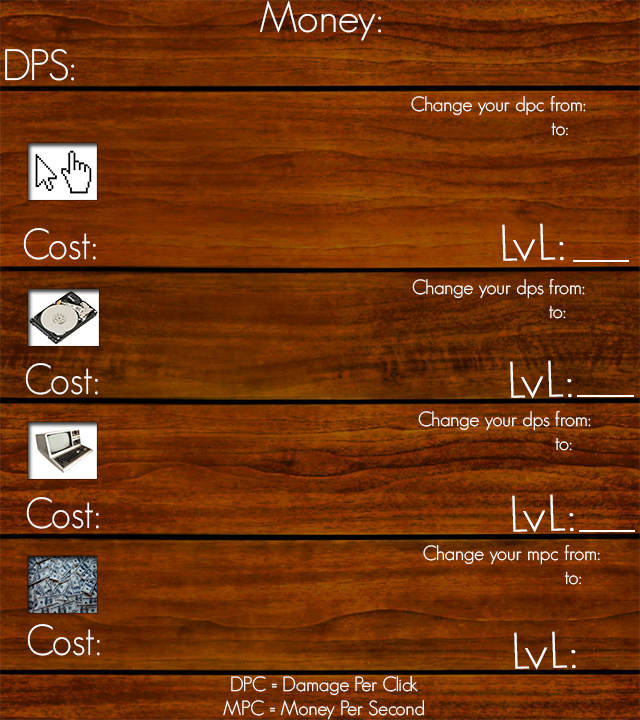 Money:
DPS:
Change your dpc from:
to:
Cost:
LvL: ___
Change your dps from:
to:
Cost:
LvL:___
Change your dps from:
to:
Cost:
LvL:___
Change your mpc from:
to:
Cost:
LvL:
DPC = Damage Per Click
MPC = Money Per Second